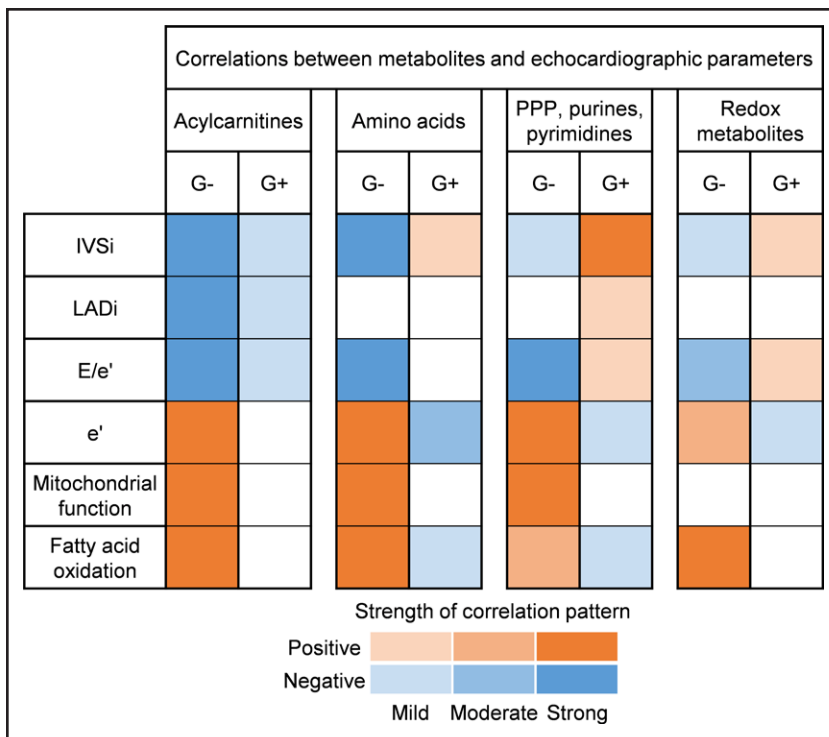 Correlations between metabolites and echocardiographic parameters
Acylcarnitines
Amino acids
PPP, purines,
pyrimidines
Redox
metabolites
G- G+ G- G+ G- G+ G- G+
IVSi
LADi
E/e'
e'
Mitochondrial
function
Fatty acid
oxidation
Strength of correlation pattern
Positive
Negative
Mild Moderate Strong